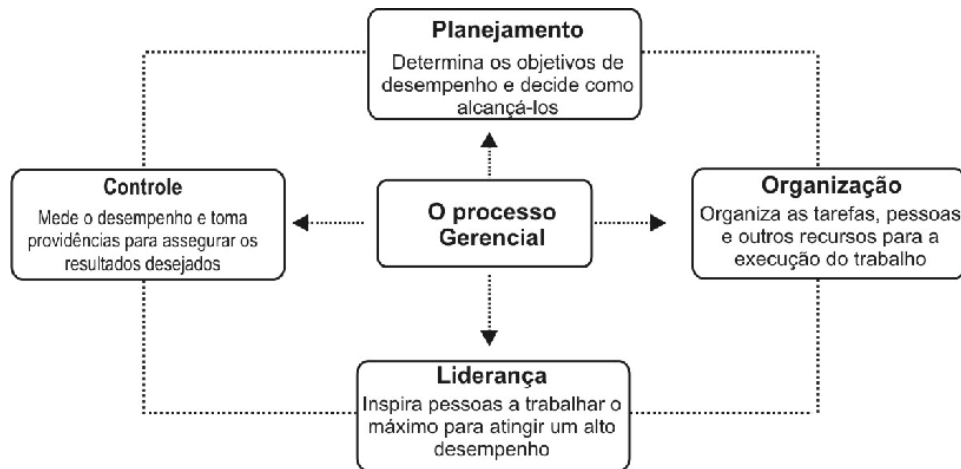 Planejamento
Determina os objetivos de
desempenho e decide como
alcançá-los
Controle
Mede o desempenho e toma
providências para assegurar os
resultados desejados
O processo
Gerencial
Organização
Organiza as tarefas, pessoas
e outros recursos para a
execução do trabalho
Liderança
Inspira pessoas a trabalhar o
máximo para atingir um alto
desempenho